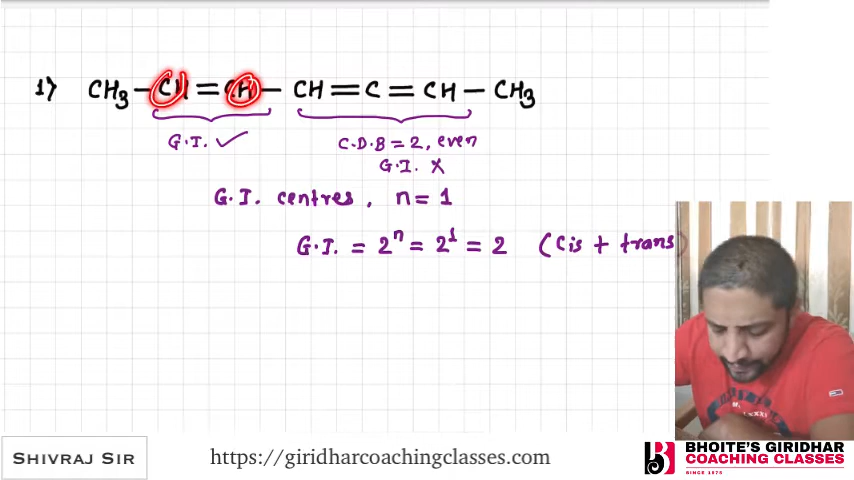 1) CH3-CH=CH-CH=C=CH-CH3
G.I. ✓
C.D.B=2, even
G.I. X
G.I. centres, n=1
G.I. = 2^n = 2^1 = 2 (Cis + trans)
SHIVRAJ SIR
https://giridharcoachingclasses.com
BHOITE'S GIRIDHAR
COACHING CLASSES
SINCE 1975